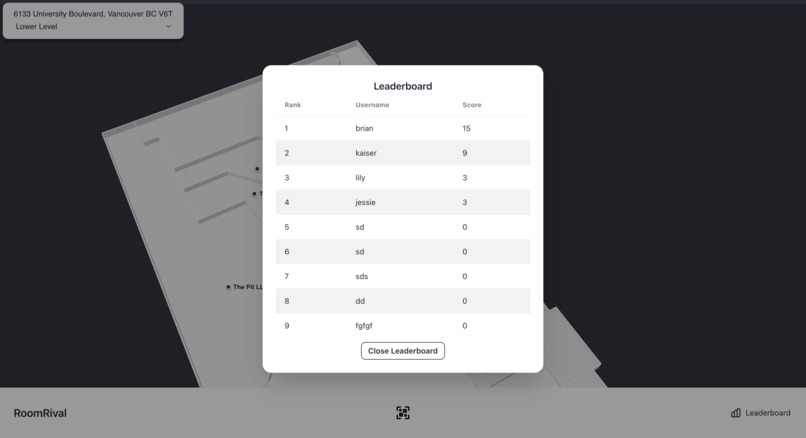 6133 University Boulevard, Vancouver BC V6T
Lower Level
Leaderboard
Rank Username Score
1 brian 15
2 kaiser 9
3 lily 3
4 jessie 3
5 sd 0
6 sd 0
7 sds 0
8 dd 0
9 fgfgf 0
The Pit
Close Leaderboard
RoomRival
Leaderboard